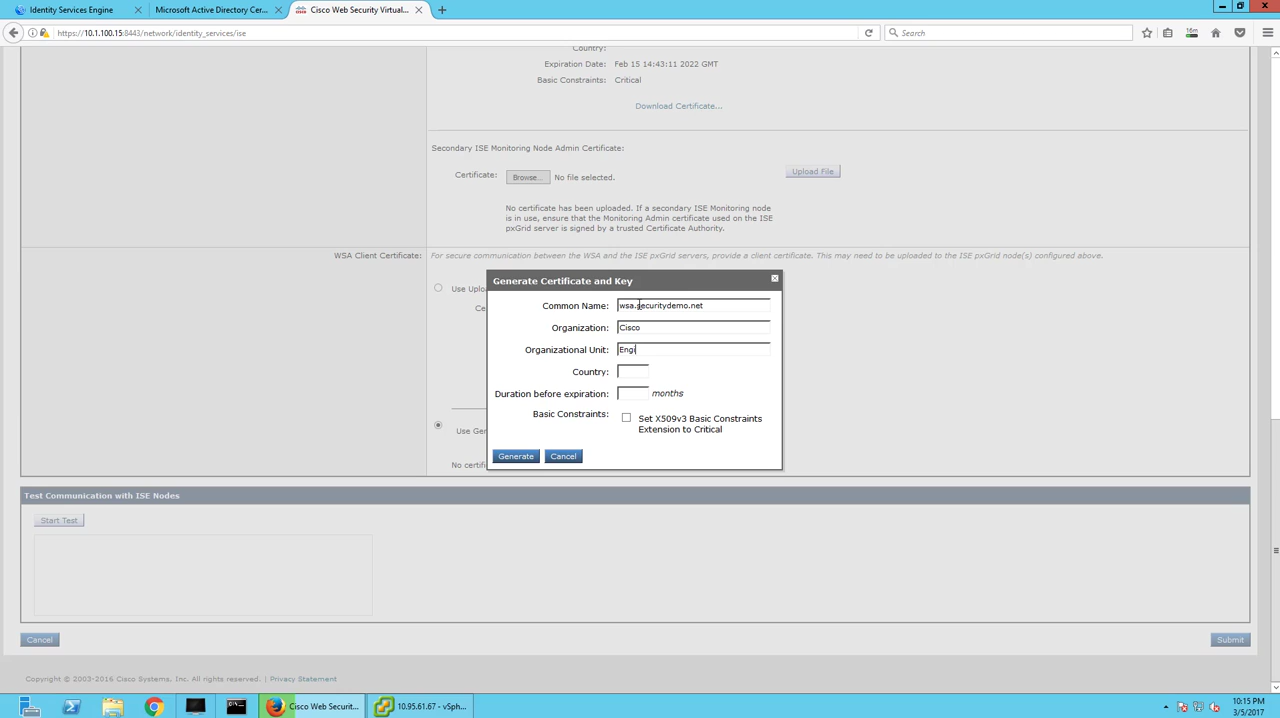 Identity Services Engine
Microsoft Active Directory Cer...
Cisco Web Security Virtual...
https://10.1.100.15:8443/network/identity_services/ise
16m
Search
Country:
Expiration Date: Feb 15 14:43:11 2022 GMT
Basic Constraints: Critical
Download Certificate...
Secondary ISE Monitoring Node Admin Certificate:
Certificate: Browse... No file selected. Upload File
No certificate has been uploaded. If a secondary ISE Monitoring node
is in use, ensure that the Monitoring Admin certificate used on the ISE
pxGrid server is signed by a trusted Certificate Authority.
WSA Client Certificate: For secure communication between the WSA and the ISE pxGrid servers, provide a client certificate. This may need to be uploaded to the ISE pxGrid node(s) configured above.
Generate Certificate and Key
Use Uplo
Common Name: wsa.securitydemo.net
Ce
Organization: Cisco
Organizational Unit: Engi
Country:
Duration before expiration: months
Basic Constraints: Set X509v3 Basic Constraints
Extension to Critical
Use Gen
Generate Cancel
No certifi
Test Communication with ISE Nodes
Start Test
Cancel Submit
Copyright © 2003-2016 Cisco Systems, Inc. All rights reserved. | Privacy Statement
Cisco Web Securit...
10.95.61.67 - vSph...
10:15 PM
3/5/2017